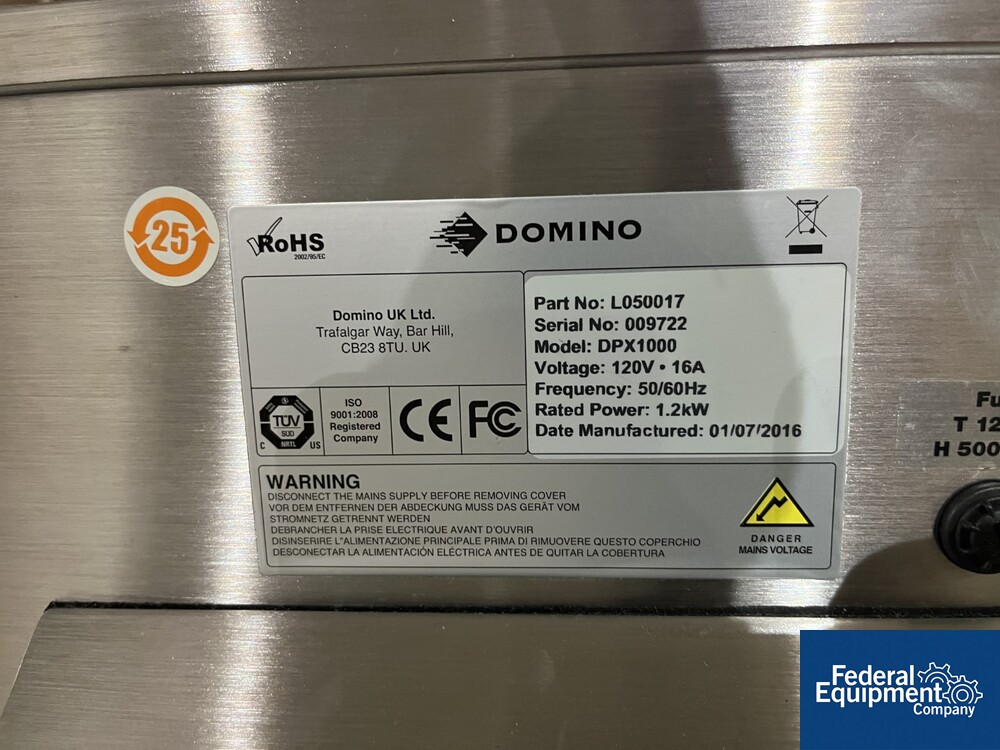 25
RoHS
2002/95/EC
DOMINO
Domino UK Ltd.
Trafalgar Way, Bar Hill,
CB23 8TU. UK
Part No: L050017
Serial No: 009722
Model: DPX1000
Voltage: 120V • 16A
Frequency: 50/60Hz
Rated Power: 1.2kW
Date Manufactured: 01/07/2016
TÜV
SÜD
NRTL
C US
ISO
9001:2008
Registered
Company
CE
FC
WARNING
DISCONNECT THE MAINS SUPPLY BEFORE REMOVING COVER
VOR DEM ENTFERNEN DER ABDECKUNG MUSS DAS GERÄT VOM
STROMNETZ GETRENNT WERDEN
DEBRANCHER LA PRISE ELECTRIQUE AVANT D'OUVRIR
DISINSERIRE L"ALIMENTAZIONE PRINCIPALE PRIMA DI RIMUOVERE QUESTO COPERCHIO
DESCONECTAR LA ALIMENTACIÓN ELÉCTRICA ANTES DE QUITAR LA COBERTURA
DANGER
MAINS VOLTAGE
Fu
T 12
H 500
Federal
Equipment
Company